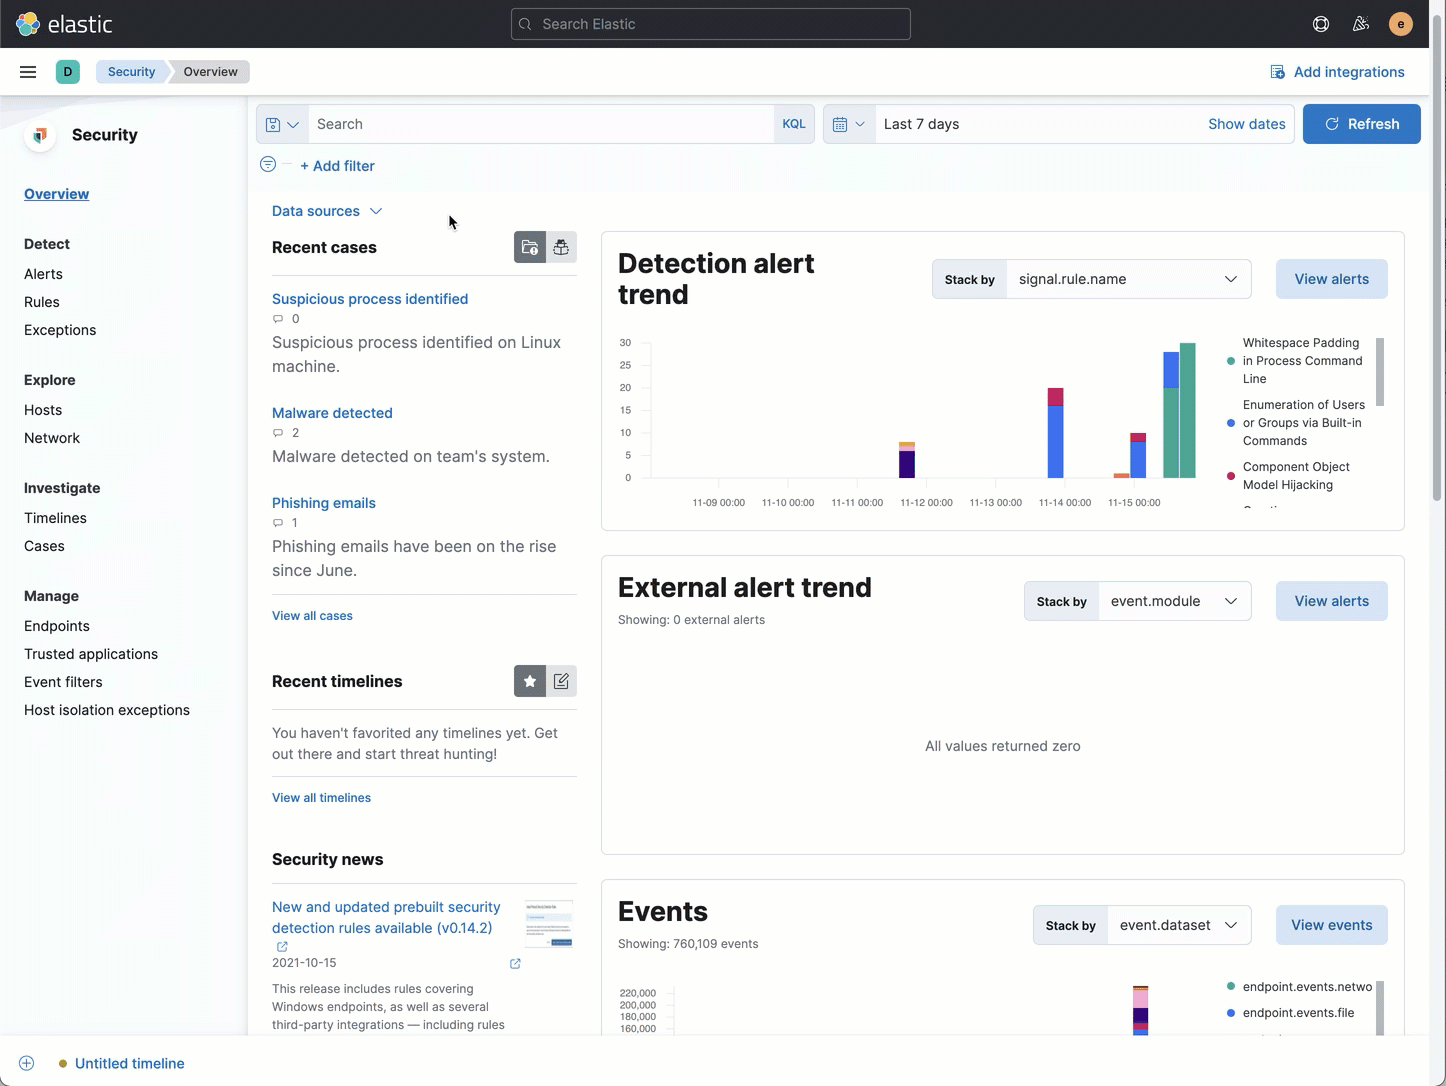 elastic
Search Elastic
e
D
Security
Overview
Add integrations
Security
Search
KQL
Last 7 days
Show dates
Refresh
+ Add filter
Overview
Detect
Alerts
Rules
Exceptions
Explore
Hosts
Network
Investigate
Timelines
Cases
Manage
Endpoints
Trusted applications
Event filters
Host isolation exceptions
Data sources
Recent cases
Suspicious process identified
0
Suspicious process identified on Linux
machine.
Malware detected
2
Malware detected on team's system.
Phishing emails
1
Phishing emails have been on the rise
since June.
View all cases
Recent timelines
You haven't favorited any timelines yet. Get
out there and start threat hunting!
View all timelines
Security news
New and updated prebuilt security
detection rules available (v0.14.2)
2021-10-15
This release includes rules covering
Windows endpoints, as well as several
third-party integrations — including rules
Detection alert
trend
Stack by
signal.rule.name
View alerts
30
25
20
15
10
5
0
11-09 00:00
11-10 00:00
11-11 00:00
11-12 00:00
11-13 00:00
11-14 00:00
11-15 00:00
Whitespace Padding
in Process Command
Line
Enumeration of Users
or Groups via Built-in
Commands
Component Object
Model Hijacking
External alert trend
Showing: 0 external alerts
Stack by
event.module
View alerts
All values returned zero
Events
Showing: 760,109 events
Stack by
event.dataset
View events
220,000
200,000
180,000
160,000
endpoint.events.netwo
endpoint.events.file
Untitled timeline